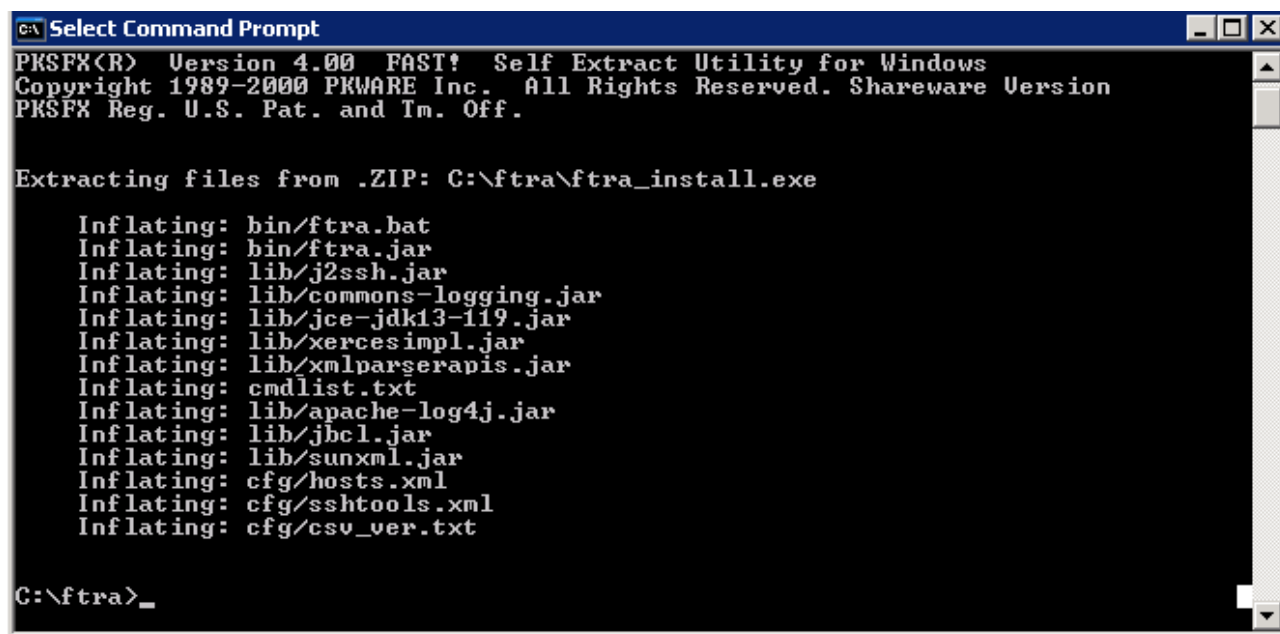 Select Command Prompt
PKSFX(R)  Version 4.00  FAST!  Self Extract Utility for Windows
Copyright 1989-2000 PKWARE Inc.  All Rights Reserved. Shareware Version
PKSFX Reg. U.S. Pat. and Tm. Off.
Extracting files from .ZIP: C:\ftra\ftra_install.exe
Inflating: bin/ftra.bat
Inflating: bin/ftra.jar
Inflating: lib/j2ssh.jar
Inflating: lib/commons-logging.jar
Inflating: lib/jce-jdk13-119.jar
Inflating: lib/xercesimpl.jar
Inflating: lib/xmlparserapis.jar
Inflating: cmdlist.txt
Inflating: lib/apache-log4j.jar
Inflating: lib/jbcl.jar
Inflating: lib/sunxml.jar
Inflating: cfg/hosts.xml
Inflating: cfg/sshtools.xml
Inflating: cfg/csv_ver.txt
C:\ftra>_